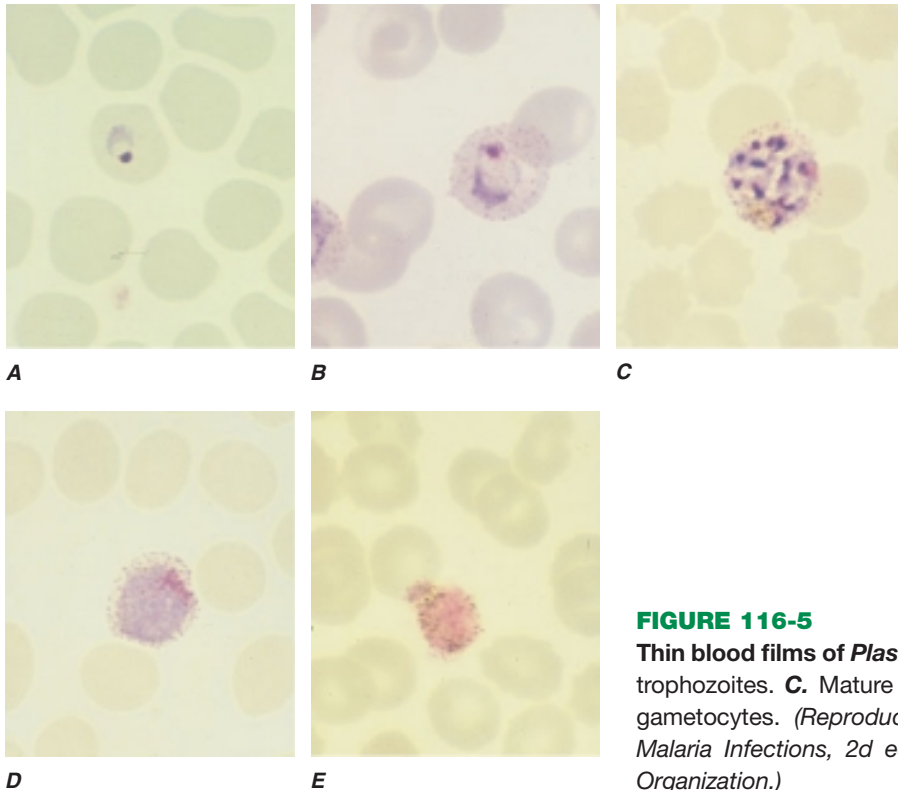 A
B
C
D
E
FIGURE 116-5
Thin blood films of Plas
trophozoites. C. Mature
gametocytes. (Reproduc
Malaria Infections, 2d e
Organization.)